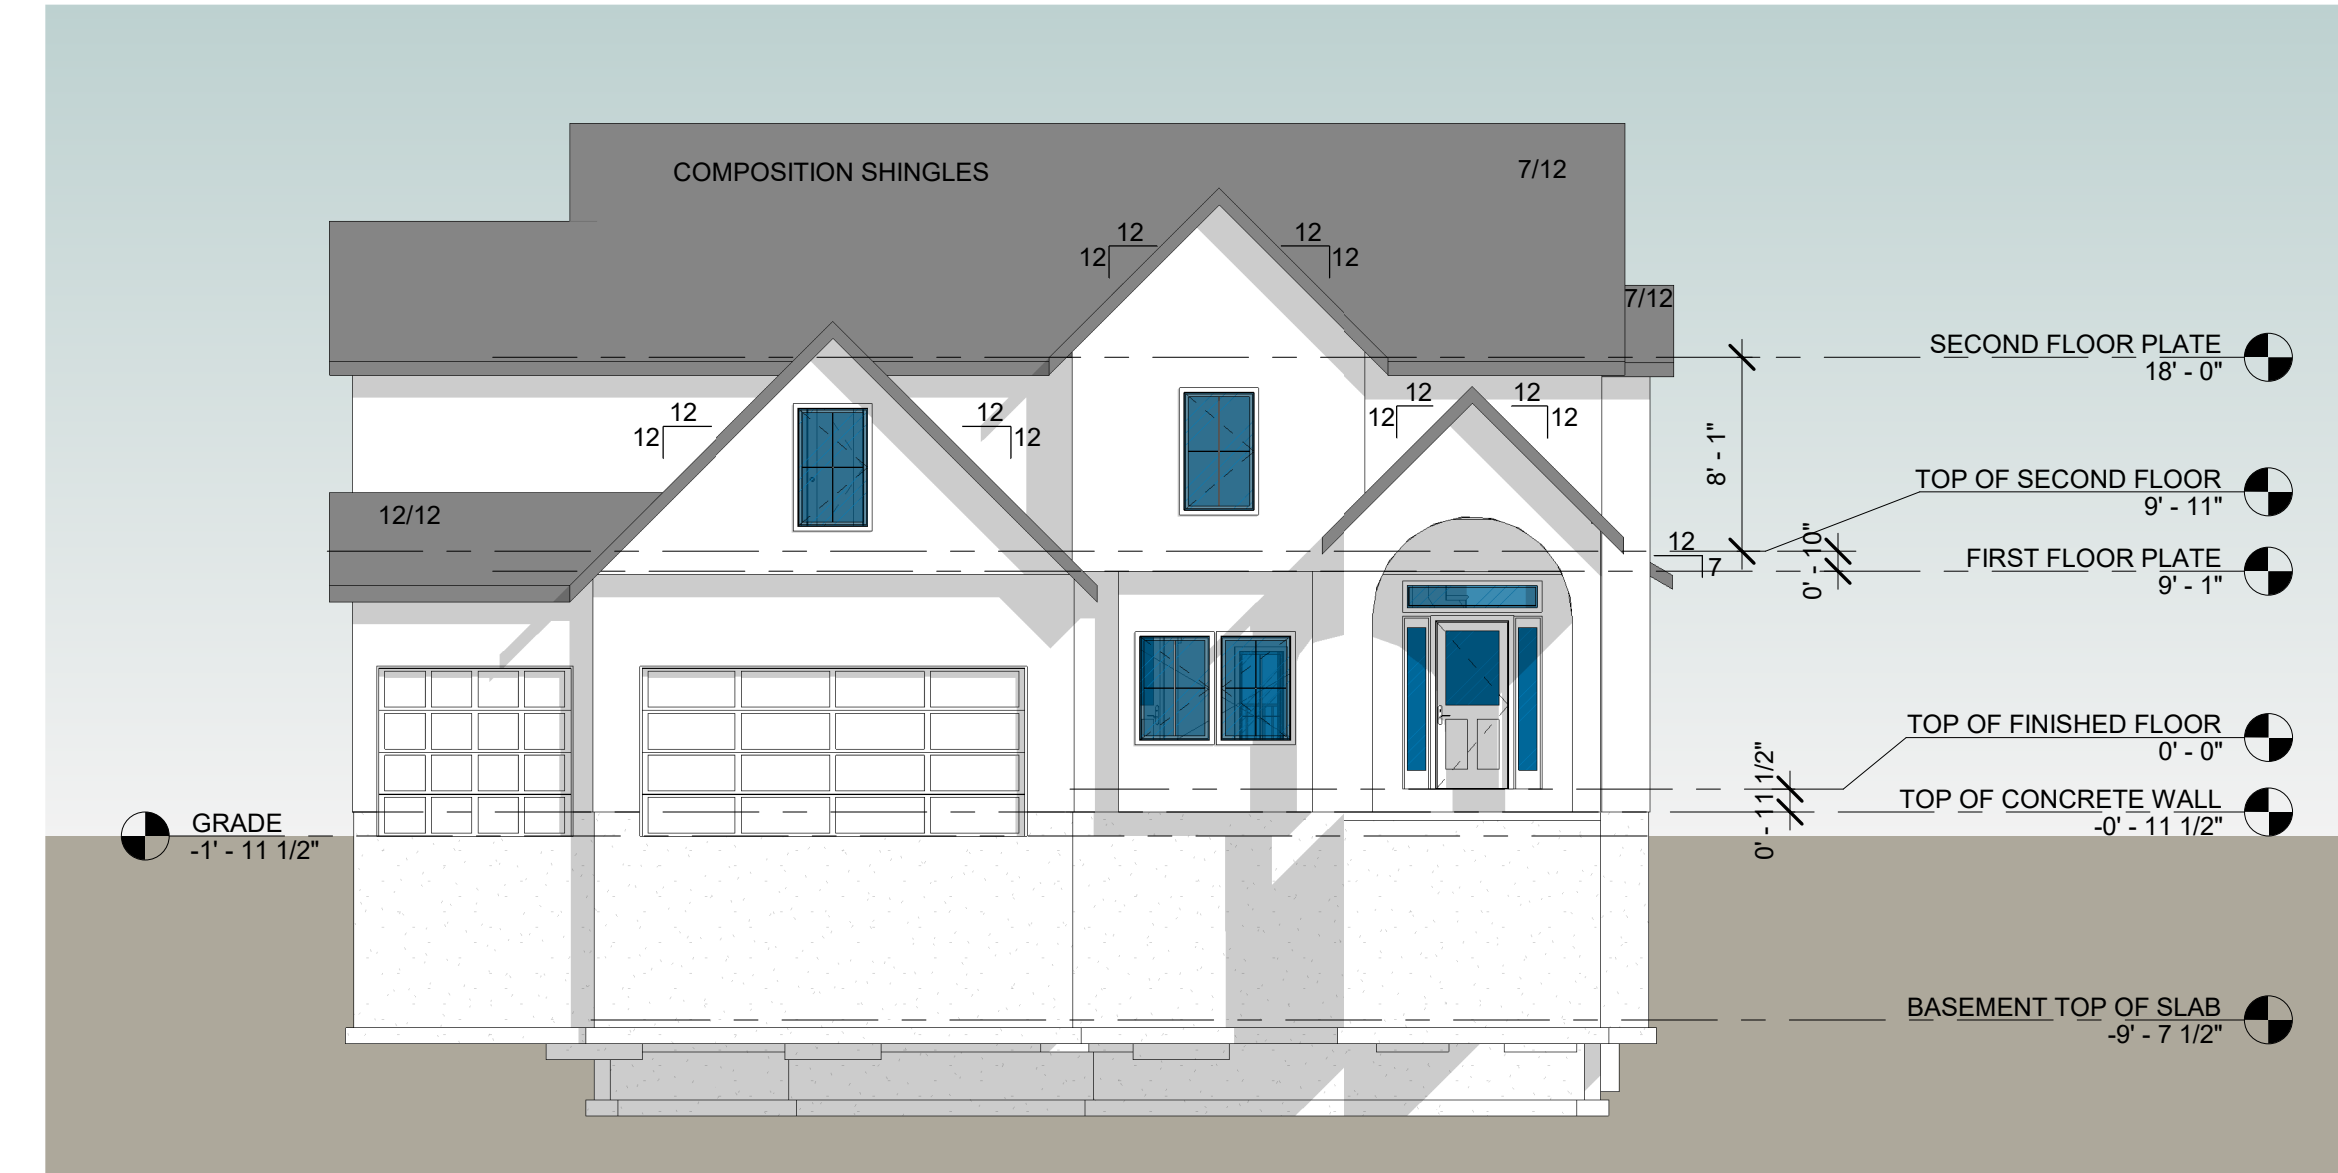 COMPOSITION SHINGLES
7/12
12
12
12
12
7/12
SECOND FLOOR PLATE
18' - 0"
12
12
12
12
12
12
12
12
8' - 1"
TOP OF SECOND FLOOR
9' - 11"
12/12
0' - 10"
12
7
FIRST FLOOR PLATE
9' - 1"
TOP OF FINISHED FLOOR
0' - 0"
0' - 11 1/2"
TOP OF CONCRETE WALL
-0' - 11 1/2"
GRADE
-1' - 11 1/2"
BASEMENT TOP OF SLAB
-9' - 7 1/2"